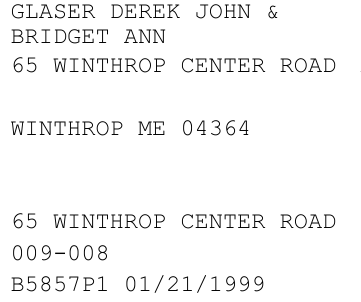 GLASER DEREK JOHN &
BRIDGET ANN
65 WINTHROP CENTER ROAD
WINTHROP ME 04364
65 WINTHROP CENTER ROAD
009-008
B5857P1 01/21/1999